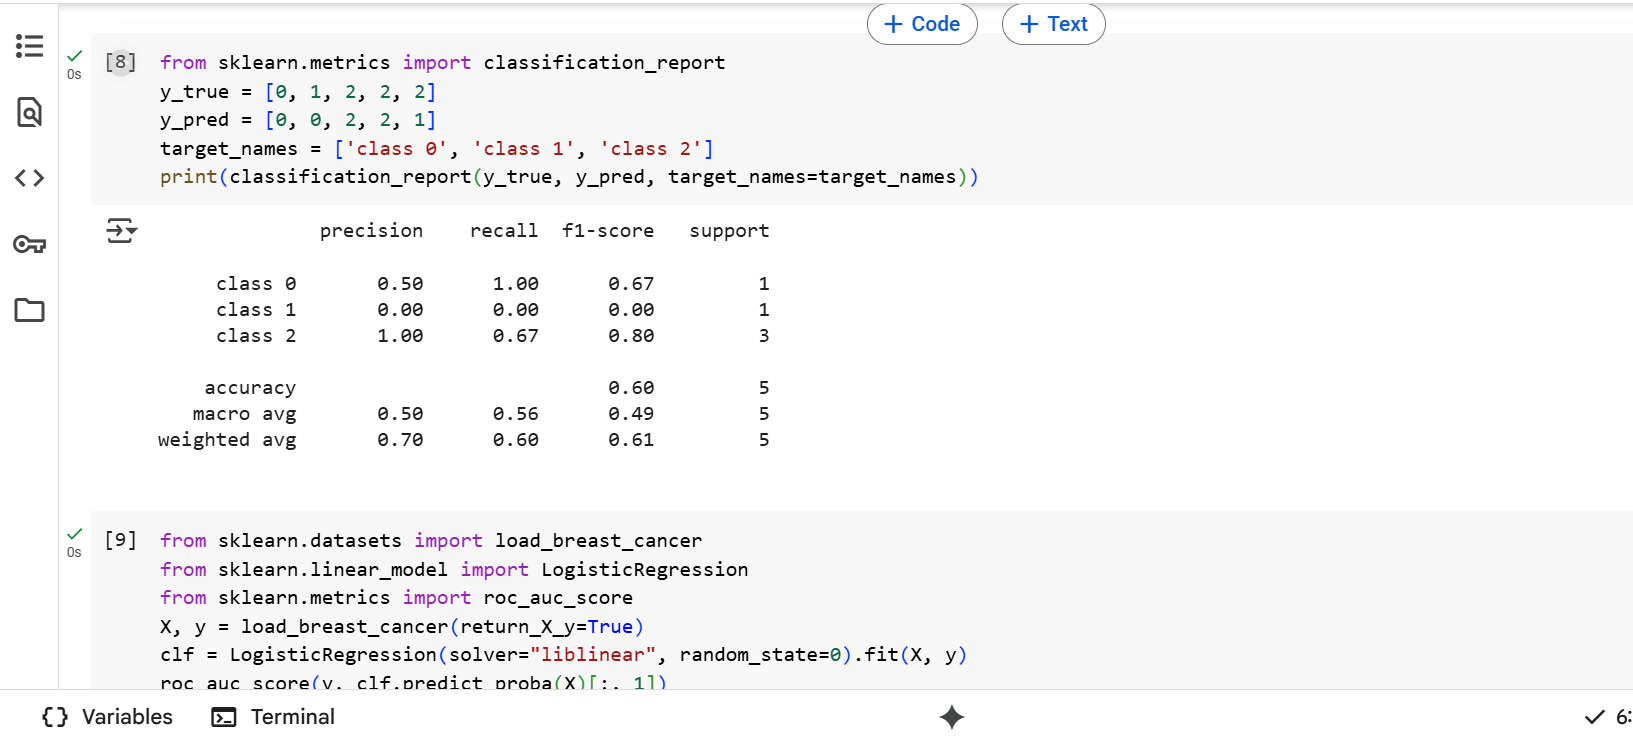 + Code + Text
0s
[8] from sklearn.metrics import classification_report
y_true = [0, 1, 2, 2, 2]
y_pred = [0, 0, 2, 2, 1]
target_names = ['class 0', 'class 1', 'class 2']
print(classification_report(y_true, y_pred, target_names=target_names))
precision recall f1-score support
class 0 0.50 1.00 0.67 1
class 1 0.00 0.00 0.00 1
class 2 1.00 0.67 0.80 3
accuracy 0.60 5
macro avg 0.50 0.56 0.49 5
weighted avg 0.70 0.60 0.61 5
0s
[9] from sklearn.datasets import load_breast_cancer
from sklearn.linear_model import LogisticRegression
from sklearn.metrics import roc_auc_score
X, y = load_breast_cancer(return_X_y=True)
clf = LogisticRegression(solver="liblinear", random_state=0).fit(X, y)
roc_auc_score(y, clf.predict_proba(X)[:, 1])
{} Variables Terminal 6: